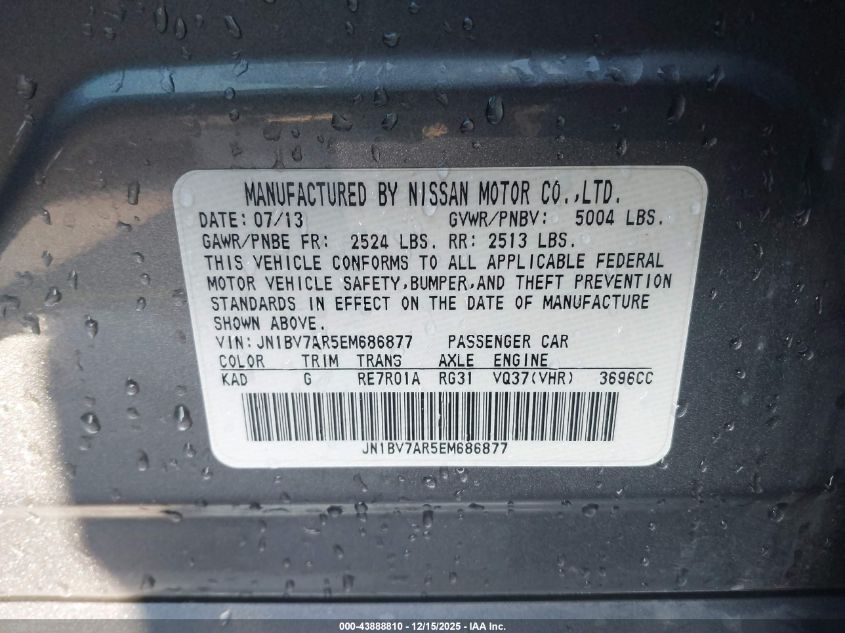 MANUFACTURED BY NISSAN MOTOR CO.,LTD.
DATE: 07/13 GVWR/PNBV: 5004 LBS.
GAWR/PNBE FR: 2524 LBS. RR: 2513 LBS.
THIS VEHICLE CONFORMS TO ALL APPLICABLE FEDERAL
MOTOR VEHICLE SAFETY,BUMPER,AND THEFT PREVENTION
STANDARDS IN EFFECT ON THE DATE OF MANUFACTURE
SHOWN ABOVE.
VIN: JN1BV7AR5EM686877 PASSENGER CAR
COLOR TRIM TRANS AXLE ENGINE
KAD G RE7R01A RG31 VQ37(VHR) 3696CC
JN1BV7AR5EM686877
000-43888810 - 12/15/2025 - IAA Inc.